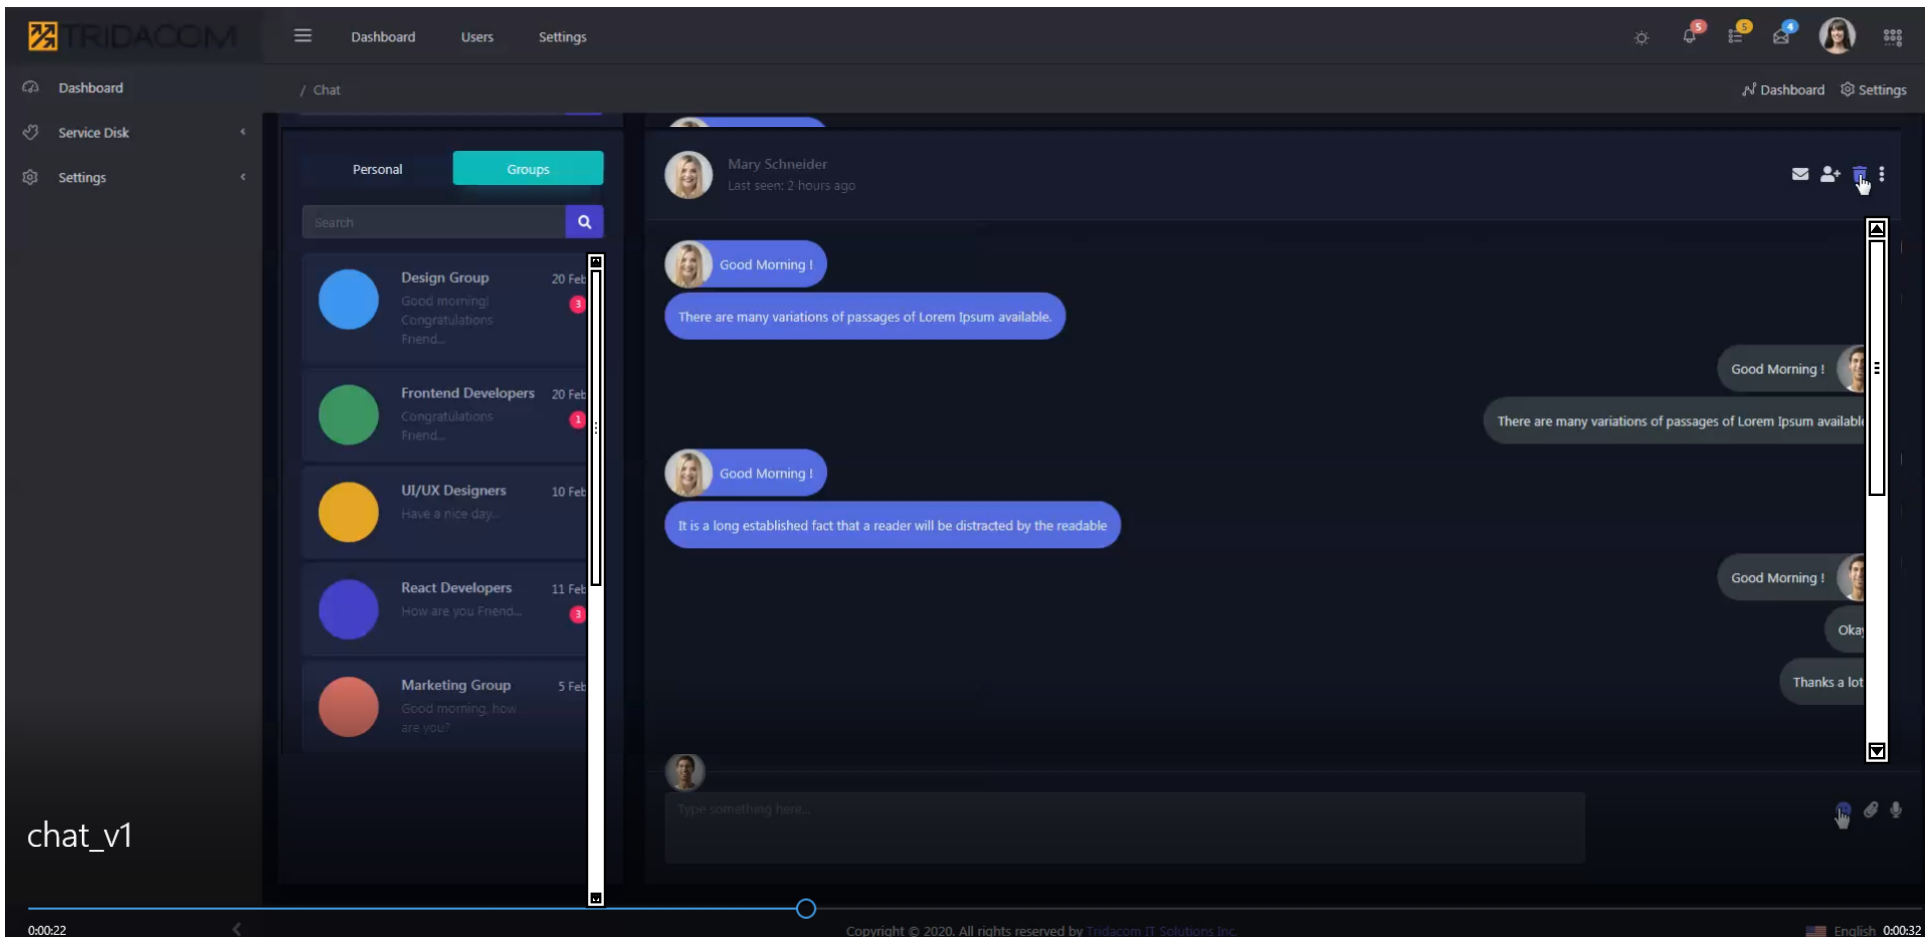 TRIDACOM
Dashboard
Users
Settings
5
5
4
Dashboard
Service Disk
Settings
/ Chat
Dashboard
Settings
Personal
Groups
Search
Design Group
20 Feb
Good morning!
Congratulations
Friend...
3
Frontend Developers
20 Feb
Congratulations
Friend...
1
UI/UX Designers
10 Feb
Have a nice day...
React Developers
11 Feb
How are you Friend...
3
Marketing Group
5 Feb
Good morning, how
are you?
Mary Schneider
Last seen: 2 hours ago
Good Morning !
There are many variations of passages of Lorem Ipsum available.
Good Morning !
There are many variations of passages of Lorem Ipsum available
Good Morning !
It is a long established fact that a reader will be distracted by the readable
Good Morning !
Okay
Thanks a lot
Type something here...
chat_v1
0:00:22
Copyright © 2020. All rights reserved by Tridacom IT Solutions Inc.
English
0:00:32